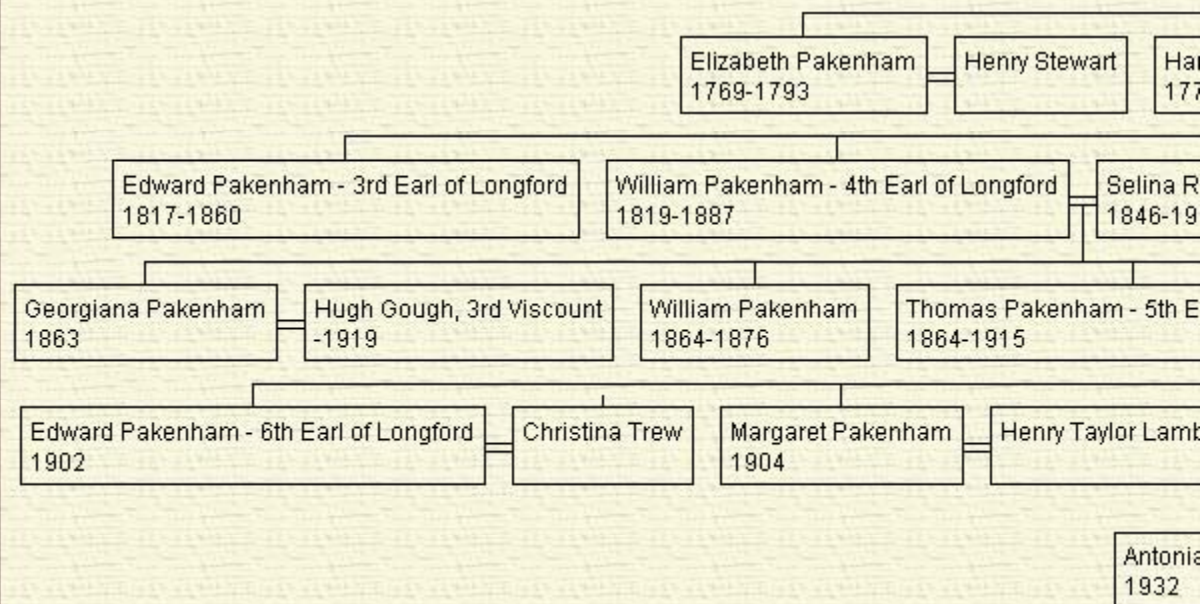 Elizabeth Pakenham
1769-1793
Henry Stewart
Edward Pakenham - 3rd Earl of Longford
1817-1860
William Pakenham - 4th Earl of Longford
1819-1887
Selina
Georgiana Pakenham
1863
Hugh Gough, 3rd Viscount
-1919
William Pakenham
1864-1876
Thomas Pakenham - 5th
1864-1915
Edward Pakenham - 6th Earl of Longford
1902
Christina Trew
Margaret Pakenham
1904
Henry Taylor
1932